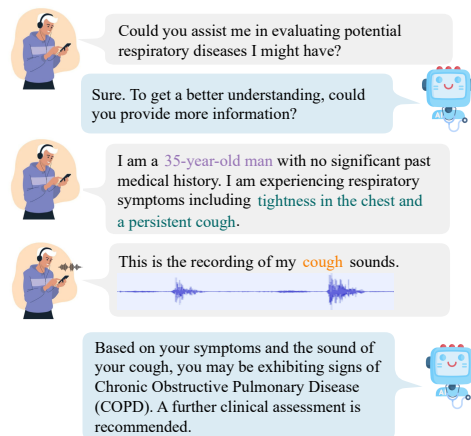 Could you assist me in evaluating potential
respiratory diseases I might have?
Sure. To get a better understanding, could
you provide more information?
I am a 35-year-old man with no significant past
medical history. I am experiencing respiratory
symptoms including tightness in the chest and
a persistent cough.
This is the recording of my cough sounds.
Based on your symptoms and the sound of
your cough, you may be exhibiting signs of
Chronic Obstructive Pulmonary Disease
(COPD). A further clinical assessment is
recommended.